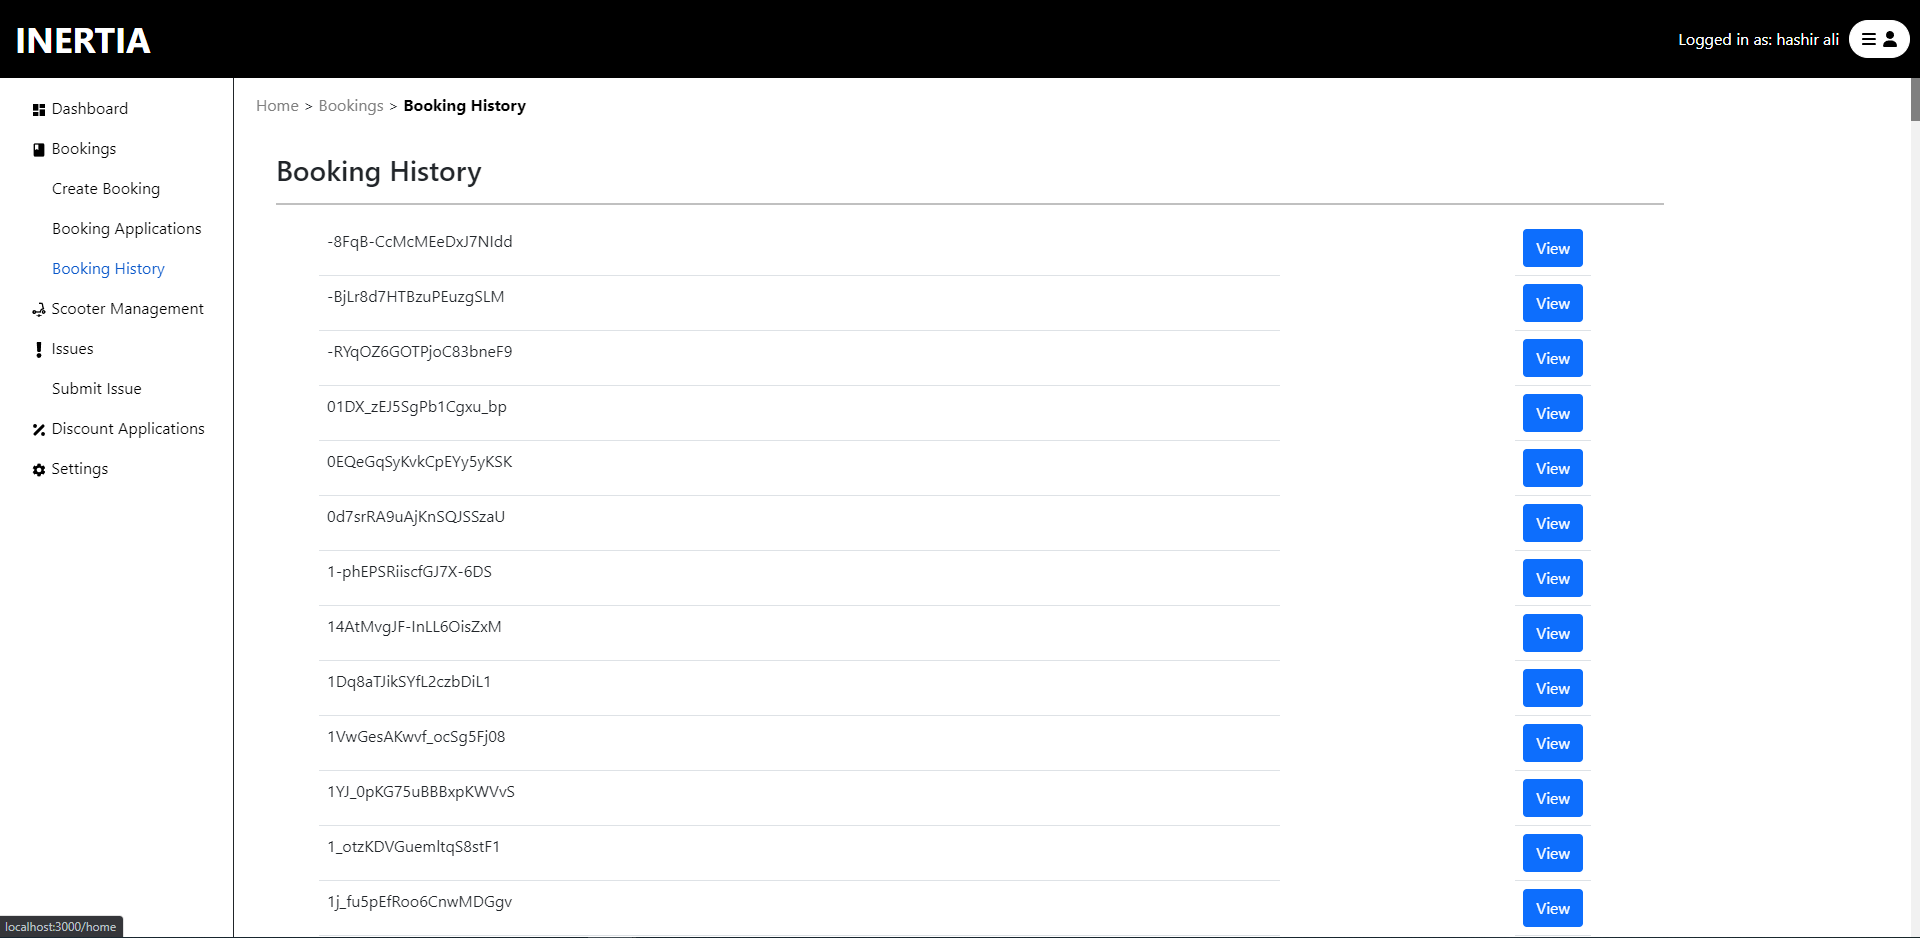 INERTIA
Logged in as: hashir ali
Dashboard
Bookings
Create Booking
Booking Applications
Booking History
Scooter Management
Issues
Submit Issue
Discount Applications
Settings
Home > Bookings > Booking History
Booking History
-8FqB-CcMcMEeDxJ7NIdd View
-BjLr8d7HTBzuPEuzgSLM View
-RYqOZ6GOTPjoC83bneF9 View
01DX_zEJ5SgPb1Cgxu_bp View
0EQeGqSyKvkCpEYy5yKSK View
0d7srRA9uAjKnSQJSSzaU View
1-phEPSRiiscfGJ7X-6DS View
14AtMvgJF-InLL6OisZxM View
1Dq8aTJikSYfL2czbDiL1 View
1VwGesAKwvf_ocSg5Fj08 View
1YJ_0pKG75uBBBxpKWVvS View
1_otzKDVGuemltqS8stF1 View
1j_fu5pEfRoo6CnwMDGgv View
localhost:3000/home